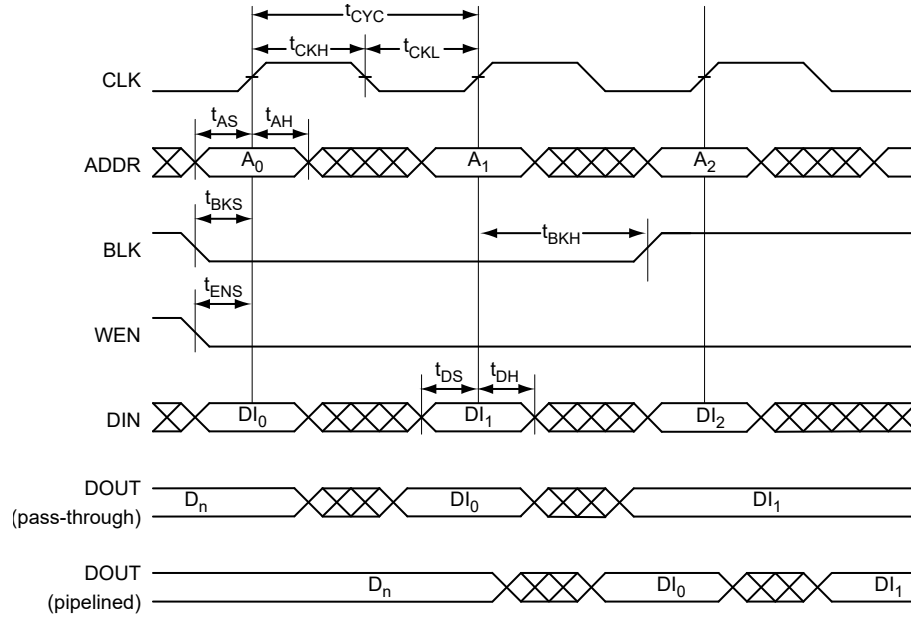 tCYC
tCKH tCKL
CLK
tAS tAH
ADDR A0 A1 A2
tBKS
BLK tBKH
tENS
WEN
tDS tDH
DIN DI0 DI1 DI2
DOUT
(pass-through)
Dn DI0 DI1
DOUT
(pipelined)
Dn DI0 DI1